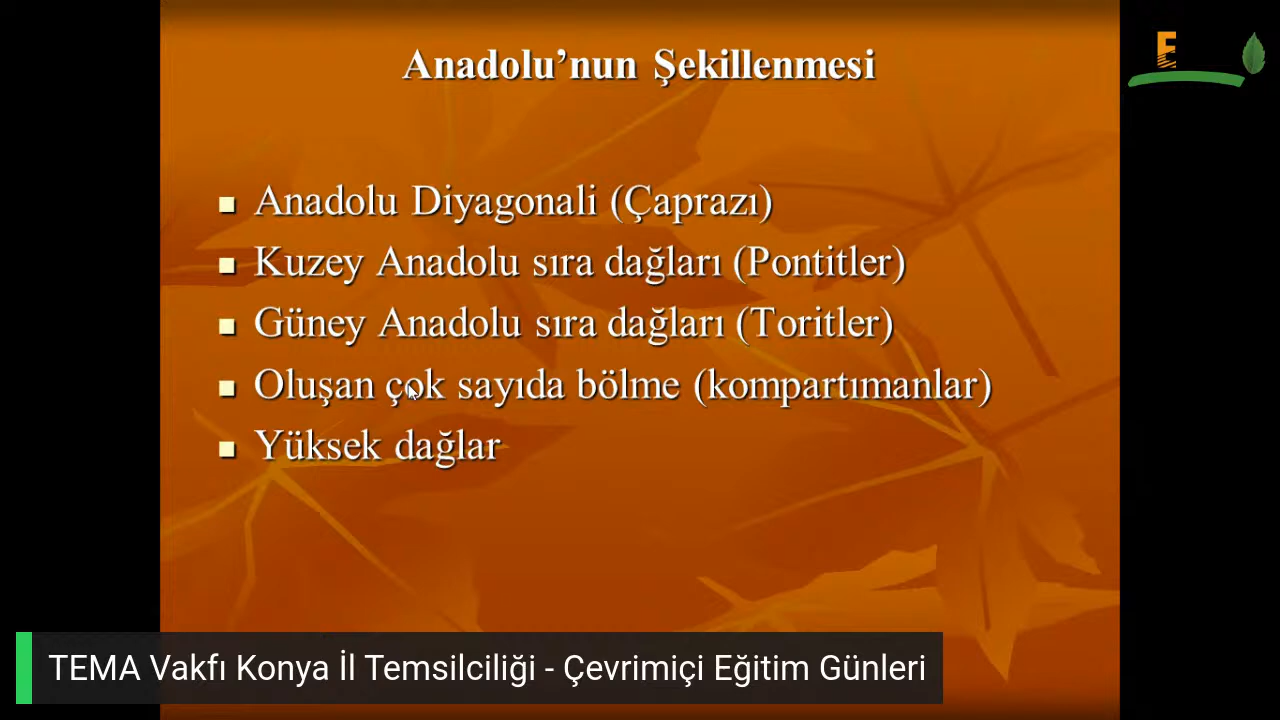 Anadolu’nun Şekillenmesi
Anadolu Diyagonali (Çaprazı)
Kuzey Anadolu sıra dağları (Pontitler)
Güney Anadolu sıra dağları (Toritler)
Oluşan çok sayıda bölme (kompartımanlar)
Yüksek dağlar
TEMA Vakfı Konya İl Temsilciliği - Çevrimiçi Eğitim Günleri
E